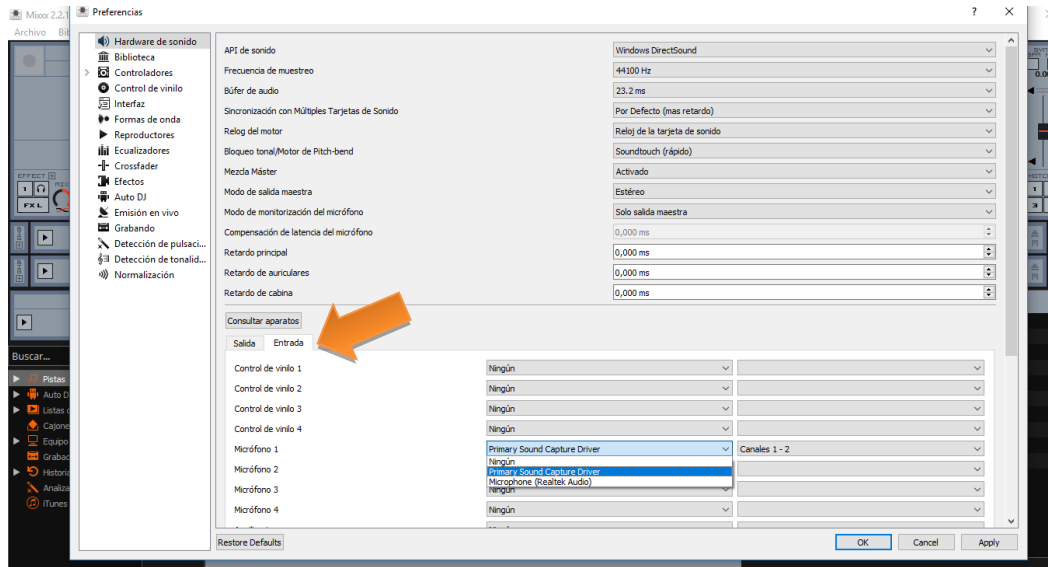 Mixxx 2.2.1
Preferencias
?
Archivo
Hardware de sonido
Biblioteca
Controladores
Control de vinilo
Interfaz
Formas de onda
Reproductores
Ecualizadores
Crossfader
Efectos
Auto DJ
Emisión en vivo
Grabando
Detección de pulsaci...
Detección de tonalid...
Normalización
API de sonido Windows DirectSound
Frecuencia de muestreo 44100 Hz
Búfer de audio 23.2 ms
Sincronización con Múltiples Tarjetas de Sonido Por Defecto (mas retardo)
Relog del motor Reloj de la tarjeta de sonido
Bloqueo tonal/Motor de Pitch-bend Soundtouch (rápido)
Mezcla Máster Activado
Modo de salida maestra Estéreo
Modo de monitorización del micrófono Solo salida maestra
Compensación de latencia del micrófono 0,000 ms
Retardo principal 0,000 ms
Retardo de auriculares 0,000 ms
Retardo de cabina 0,000 ms
Consultar aparatos
Salida Entrada
Control de vinilo 1 Ningún
Control de vinilo 2 Ningún
Control de vinilo 3 Ningún
Control de vinilo 4 Ningún
Micrófono 1 Primary Sound Capture Driver Canales 1 - 2
Ningún
Primary Sound Capture Driver
Microphone (Realtek Audio)
Micrófono 2
Micrófono 3 Ningún
Micrófono 4 Ningún
Restore Defaults OK Cancel Apply
EFFECT
1
FX L
Buscar...
Pistas
Auto D
Listas
Cajone
Equipo
Grabac
Historia
Analiza
iTunes